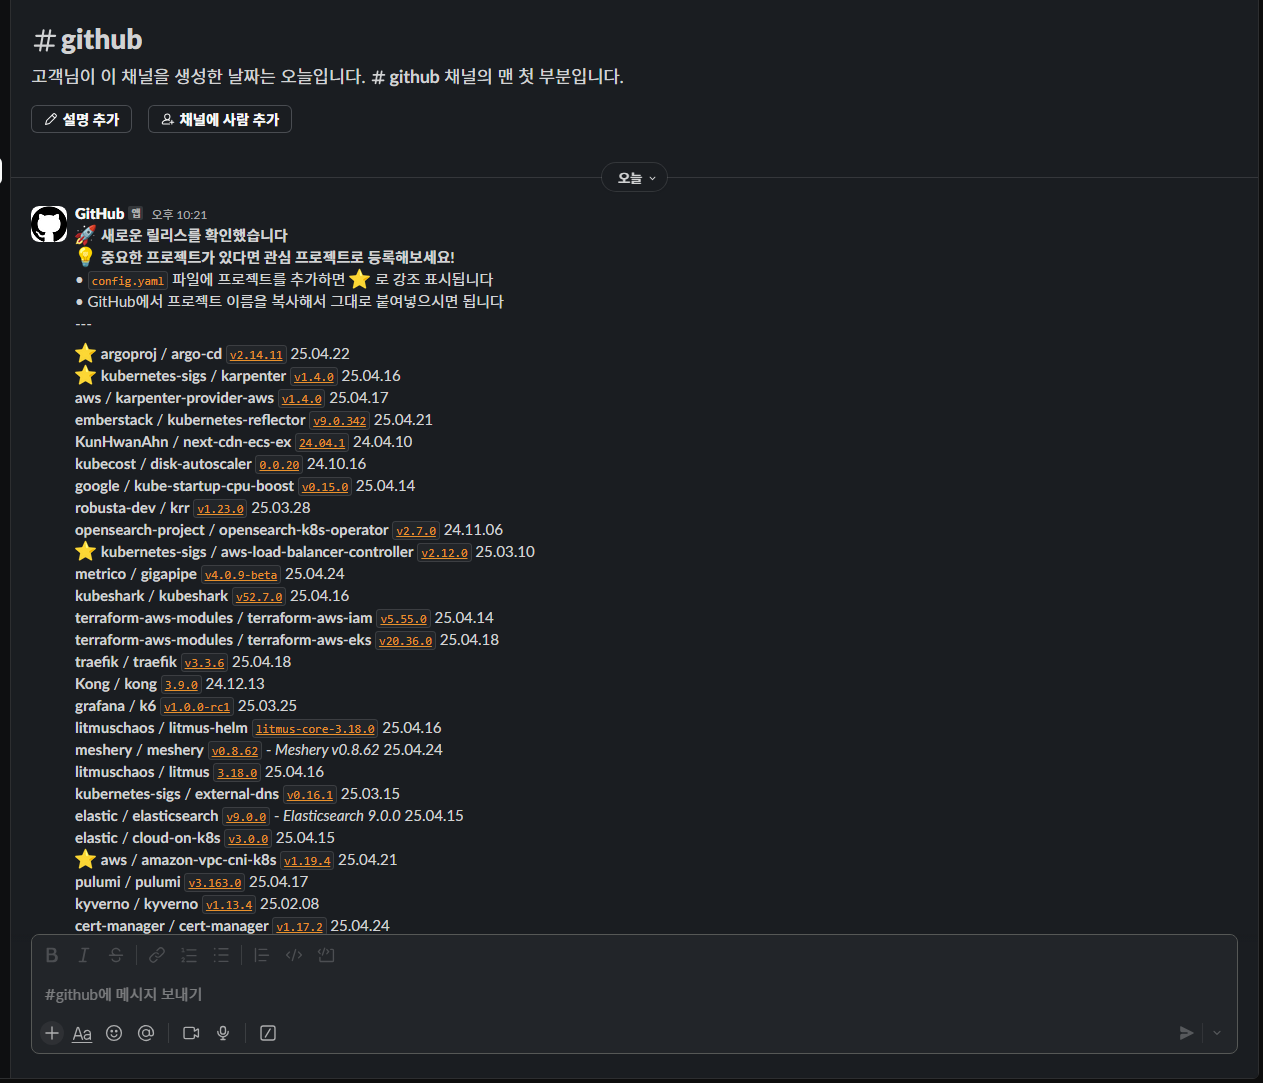 # github
고객님이 이 채널을 생성한 날짜는 오늘입니다. # github 채널의 맨 첫 부분입니다.
설명 추가
채널에 사람 추가
오늘
GitHub 앱 오후 10:21
🚀 새로운 릴리스를 확인했습니다
💡 중요한 프로젝트가 있다면 관심 프로젝트로 등록해보세요!
• config.yaml 파일에 프로젝트를 추가하면 ⭐ 로 강조 표시됩니다
• GitHub에서 프로젝트 이름을 복사해서 그대로 붙여넣으시면 됩니다
---
⭐ argoproj / argo-cd v2.14.11 25.04.22
⭐ kubernetes-sigs / karpenter v1.4.0 25.04.16
aws / karpenter-provider-aws v1.4.0 25.04.17
emberstack / kubernetes-reflector v9.0.342 25.04.21
KunHwanAhn / next-cdn-ecs-ex 24.04.1 24.04.10
kubecost / disk-autoscaler 0.0.20 24.10.16
google / kube-startup-cpu-boost v0.15.0 25.04.14
robusta-dev / krr v1.23.0 25.03.28
opensearch-project / opensearch-k8s-operator v2.7.0 24.11.06
⭐ kubernetes-sigs / aws-load-balancer-controller v2.12.0 25.03.10
metrico / gigapipe v4.0.9-beta 25.04.24
kubeshark / kubeshark v52.7.0 25.04.16
terraform-aws-modules / terraform-aws-iam v5.55.0 25.04.14
terraform-aws-modules / terraform-aws-eks v20.36.0 25.04.18
traefik / traefik v3.3.6 25.04.18
Kong / kong 3.9.0 24.12.13
grafana / k6 v1.0.0-rc1 25.03.25
litmuschaos / litmus-helm litmus-core-3.18.0 25.04.16
meshery / meshery v0.8.62 - Meshery v0.8.62 25.04.24
litmuschaos / litmus 3.18.0 25.04.16
kubernetes-sigs / external-dns v0.16.1 25.03.15
elastic / elasticsearch v9.0.0 - Elasticsearch 9.0.0 25.04.15
elastic / cloud-on-k8s v3.0.0 25.04.15
⭐ aws / amazon-vpc-cni-k8s v1.19.4 25.04.21
pulumi / pulumi v3.163.0 25.04.17
kyverno / kyverno v1.13.4 25.02.08
cert-manager / cert-manager v1.17.2 25.04.24
#github에 메시지 보내기
Aa